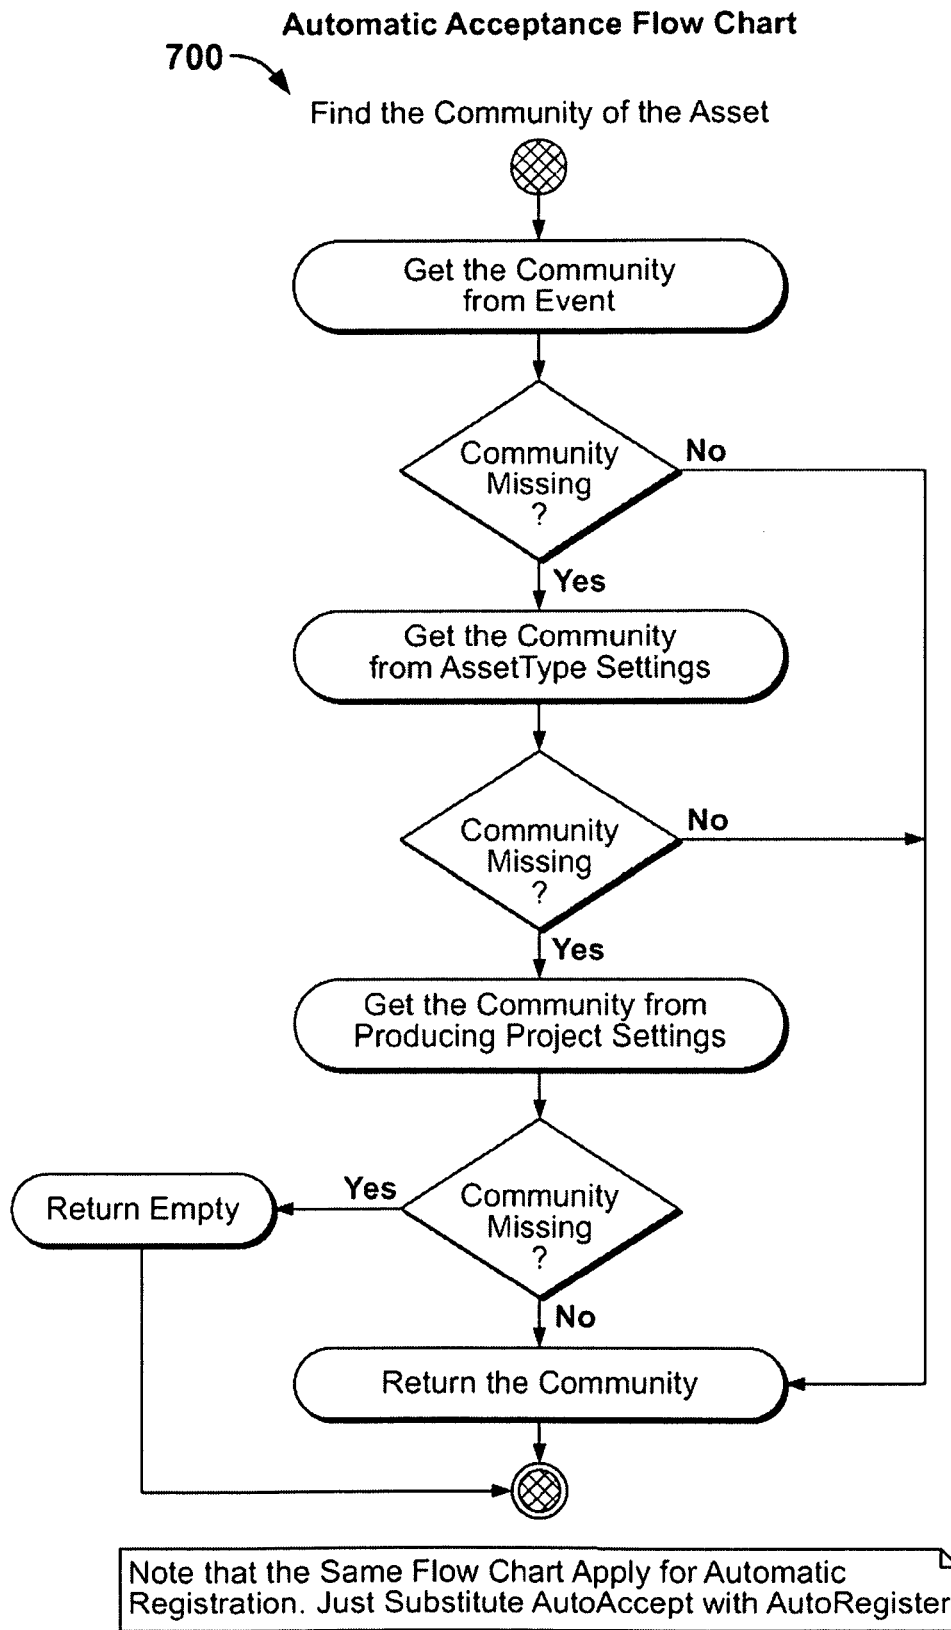 Automatic Acceptance Flow Chart
700
Find the Community of the Asset
Get the Community
from Event
Community
Missing
?
No
Yes
Get the Community
from AssetType Settings
Community
Missing
?
No
Yes
Get the Community from
Producing Project Settings
Community
Missing
?
Yes
Return Empty
No
Return the Community
Note that the Same Flow Chart Apply for Automatic
Registration. Just Substitute AutoAccept with AutoRegister